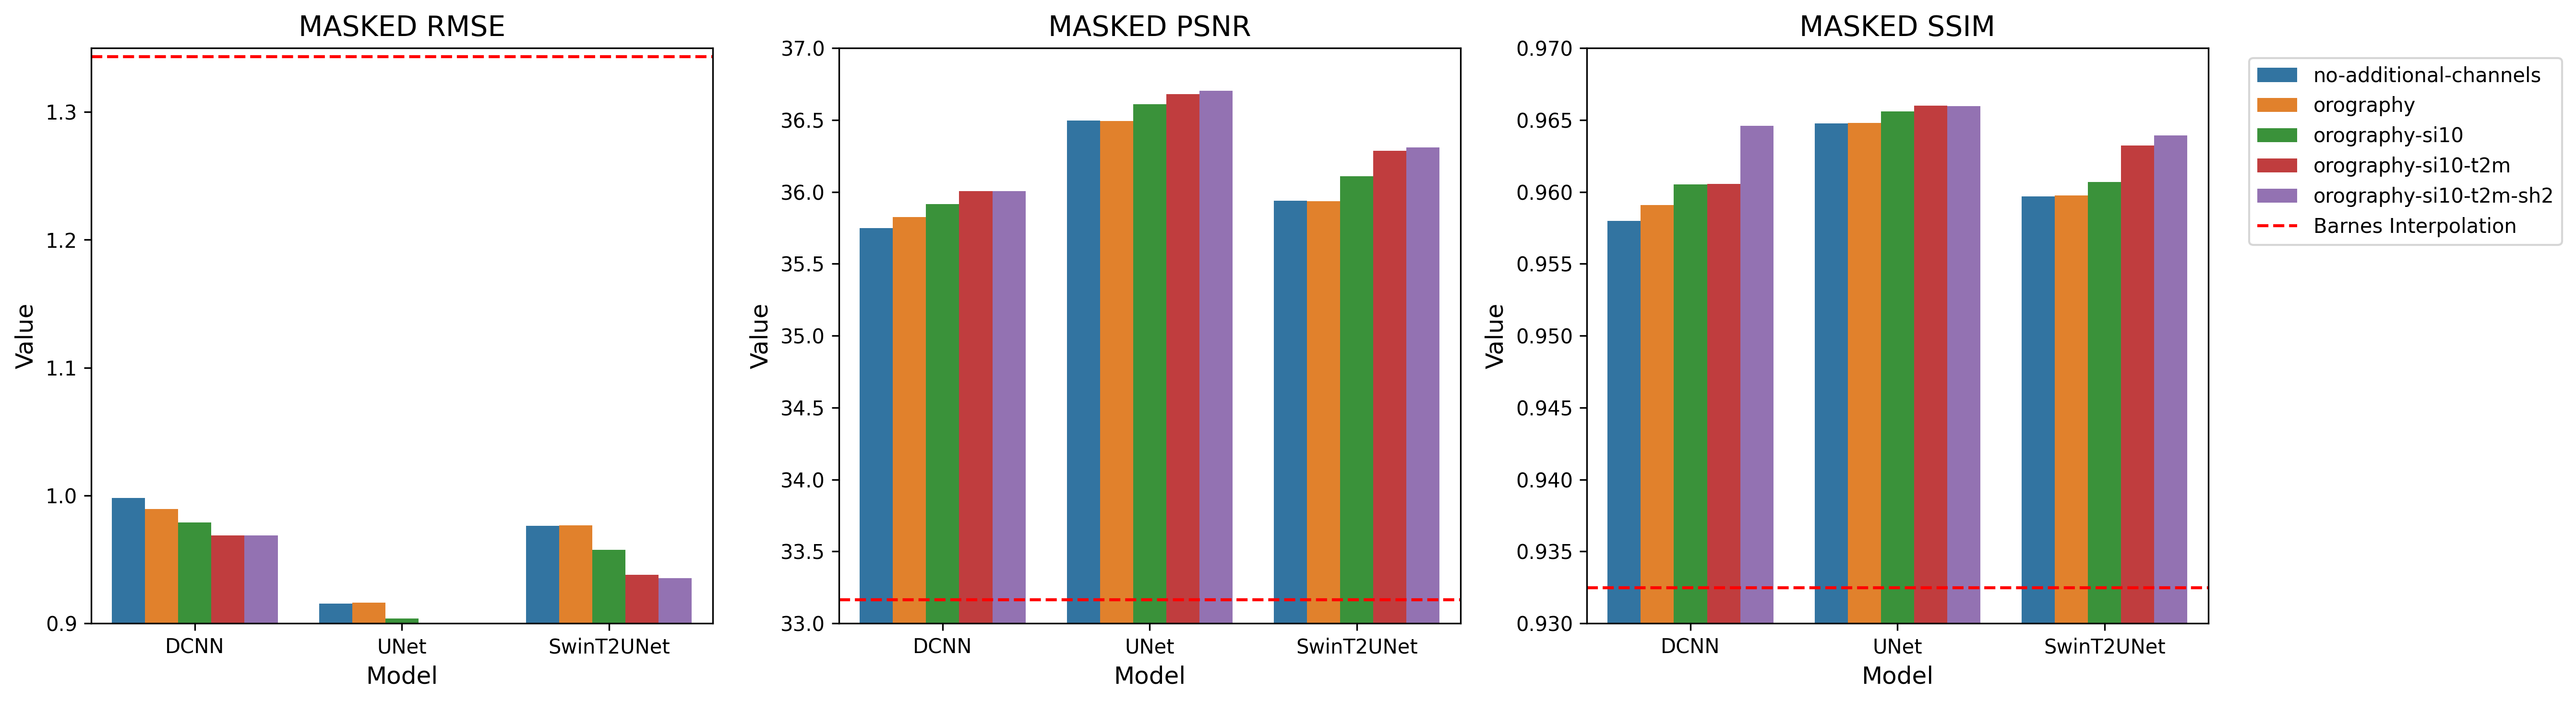 MASKED RMSE
Value
1.3
1.2
1.1
1.0
0.9
DCNN
UNet
SwinT2UNet
Model
MASKED PSNR
Value
37.0
36.5
36.0
35.5
35.0
34.5
34.0
33.5
33.0
DCNN
UNet
SwinT2UNet
Model
MASKED SSIM
Value
0.970
0.965
0.960
0.955
0.950
0.945
0.940
0.935
0.930
DCNN
UNet
SwinT2UNet
Model
no-additional-channels
orography
orography-si10
orography-si10-t2m
orography-si10-t2m-sh2
Barnes Interpolation